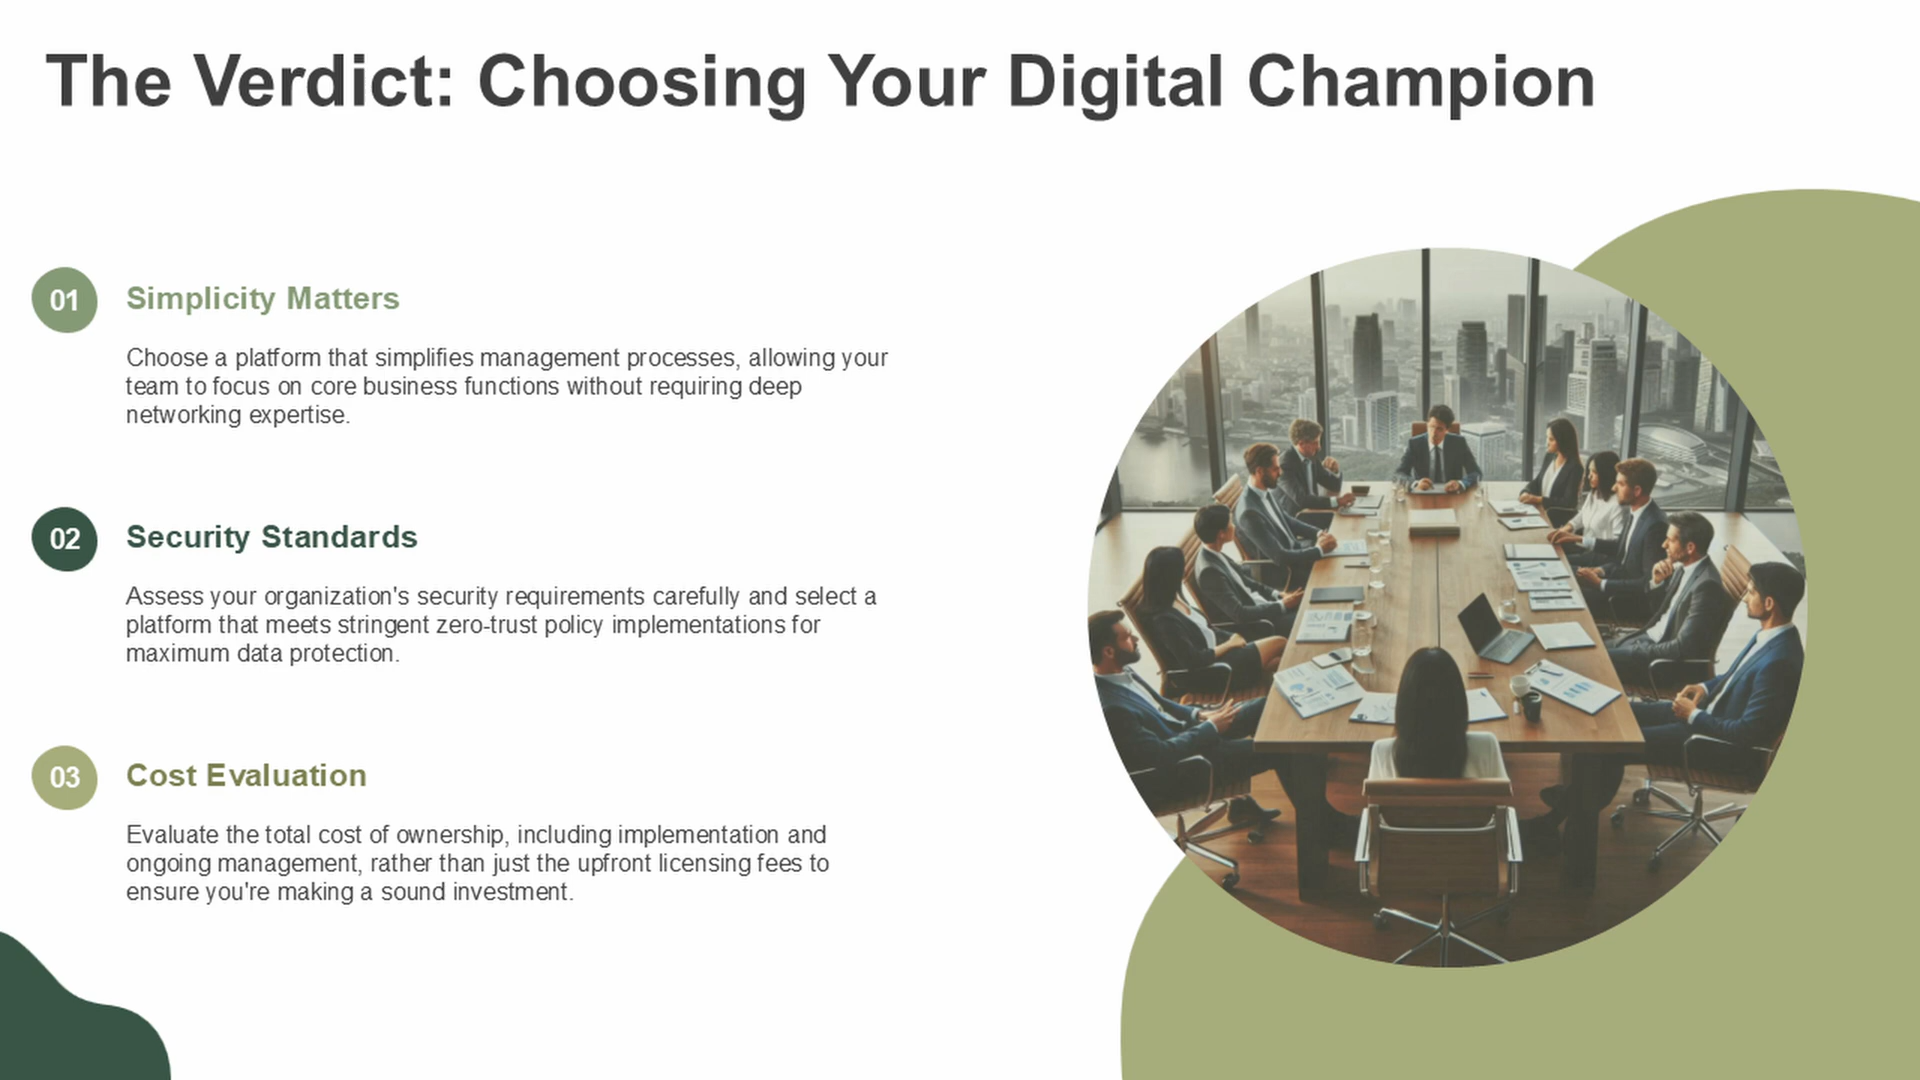 The Verdict: Choosing Your Digital Champion
01
Simplicity Matters
Choose a platform that simplifies management processes, allowing your
team to focus on core business functions without requiring deep
networking expertise.
02
Security Standards
Assess your organization's security requirements carefully and select a
platform that meets stringent zero-trust policy implementations for
maximum data protection.
03
Cost Evaluation
Evaluate the total cost of ownership, including implementation and
ongoing management, rather than just the upfront licensing fees to
ensure you're making a sound investment.